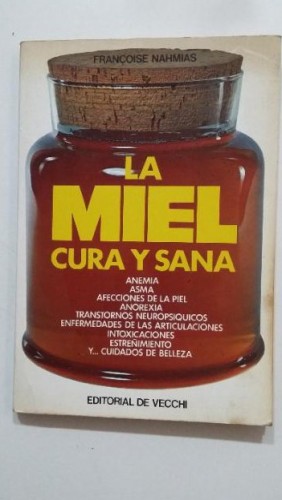 FRANÇOISE NAHMIAS
LA
MIEL
CURA Y SANA
ANEMIA
ASMA
AFECCIONES DE LA PIEL
ANOREXIA
TRANSTORNOS NEUROPSIQUICOS
ENFERMEDADES DE LAS ARTICULACIONES
INTOXICACIONES
ESTREÑIMIENTO
Y... CUIDADOS DE BELLEZA
EDITORIAL DE VECCHI